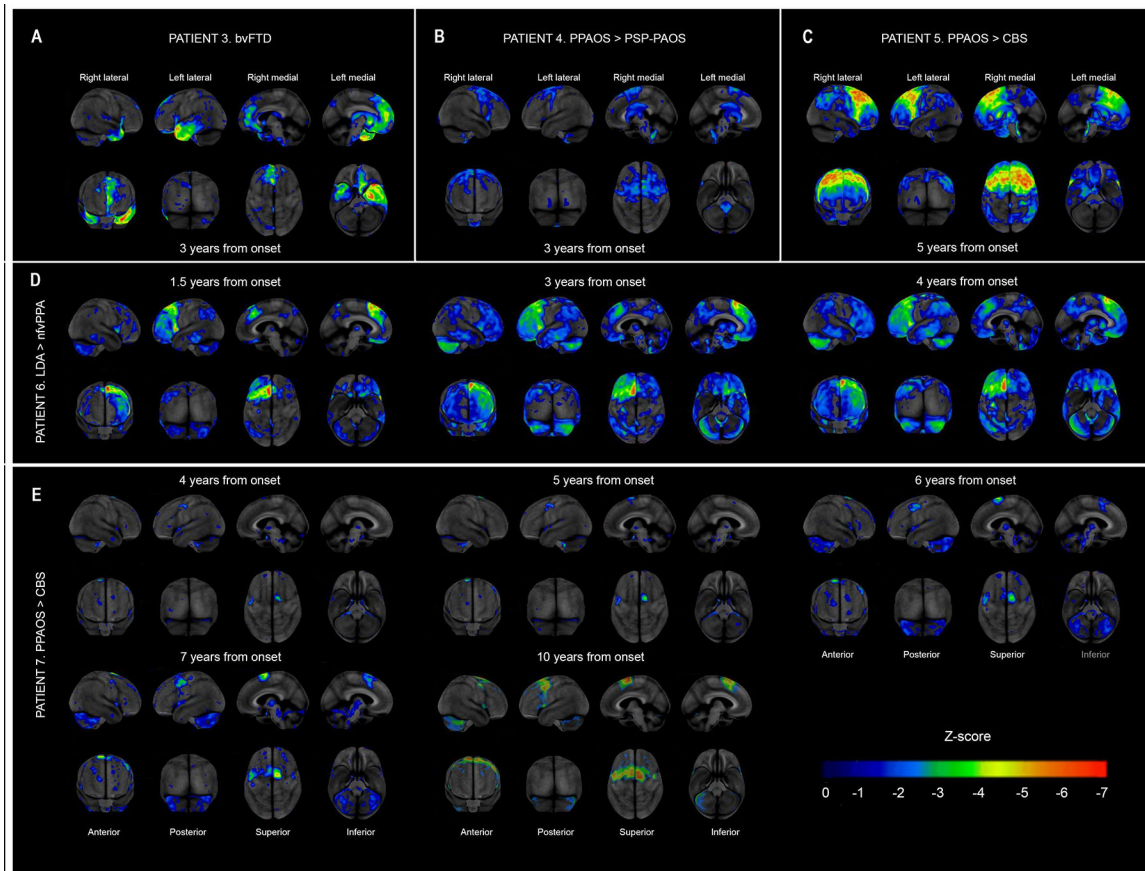 A
PATIENT 3. bvFTD
Right lateral
Left lateral
Right medial
Left medial
3 years from onset
B
PATIENT 4. PPAOS > PSP-PAOS
Right lateral
Left lateral
Right medial
Left medial
3 years from onset
C
PATIENT 5. PPAOS > CBS
Right lateral
Left lateral
Right medial
Left medial
5 years from onset
D
PATIENT 6. LDA > nfvPPA
1.5 years from onset
3 years from onset
4 years from onset
E
PATIENT 7. PPAOS > CBS
4 years from onset
5 years from onset
6 years from onset
Anterior
Posterior
Superior
Inferior
7 years from onset
10 years from onset
Anterior
Posterior
Superior
Inferior
Anterior
Posterior
Superior
Inferior
Z-score
0 -1 -2 -3 -4 -5 -6 -7